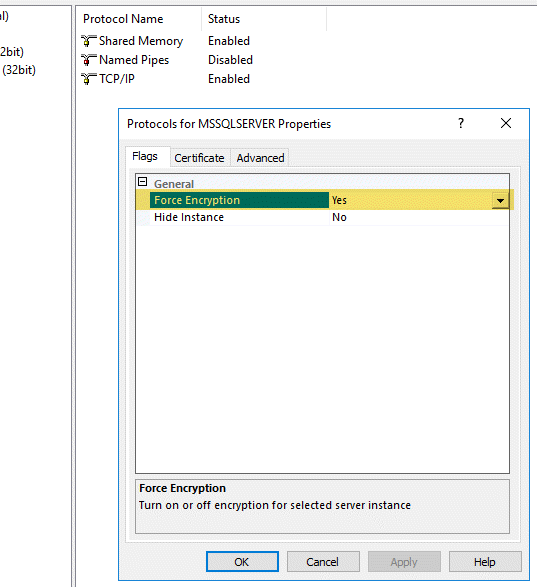 l)
2bit)
(32bit)
Protocol Name Status
Shared Memory Enabled
Named Pipes Disabled
TCP/IP Enabled
Protocols for MSSQLSERVER Properties ?
Flags Certificate Advanced
General
Force Encryption Yes
Hide Instance No
Force Encryption
Turn on or off encryption for selected server instance
OK Cancel Apply Help